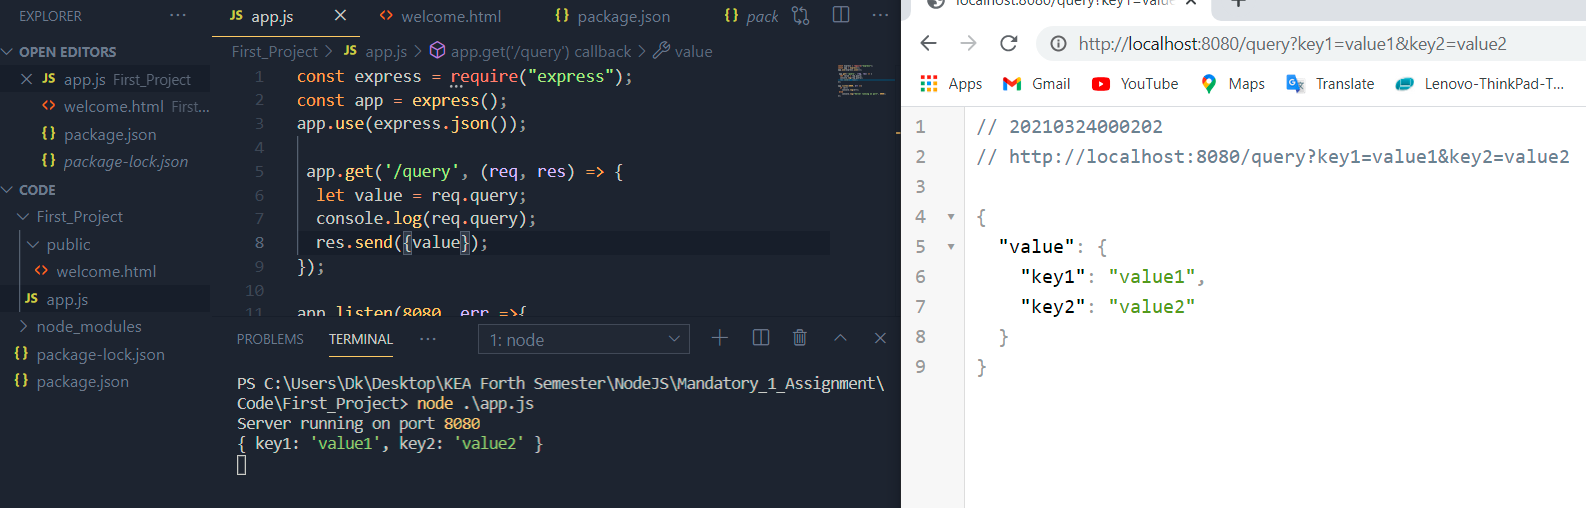 EXPLORER
···
OPEN EDITORS
JS app.js First_Project
welcome.html First...
package.json
package-lock.json
CODE
First_Project
public
welcome.html
JS app.js
node_modules
package-lock.json
package.json
JS app.js
welcome.html
package.json
pack
···
First_Project > JS app.js > app.get('/query') callback > value
1 const express = require("express");
2 const app = express();
3 app.use(express.json());
4
5 app.get('/query', (req, res) => {
6 let value = req.query;
7 console.log(req.query);
8 res.send({value});
9 });
10
11 app.listen(8080, err =>{
PROBLEMS TERMINAL ··· 1: node
PS C:\Users\Dk\Desktop\KEA Forth Semester\NodeJS\Mandatory_1_Assignment\
Code\First_Project> node .\app.js
Server running on port 8080
{ key1: 'value1', key2: 'value2' }
localhost:8080/query?key1=value
http://localhost:8080/query?key1=value1&key2=value2
Apps Gmail YouTube Maps Translate Lenovo-ThinkPad-T...
1 // 20210324000202
2 // http://localhost:8080/query?key1=value1&key2=value2
3
4 {
5 "value": {
6 "key1": "value1",
7 "key2": "value2"
8 }
9 }